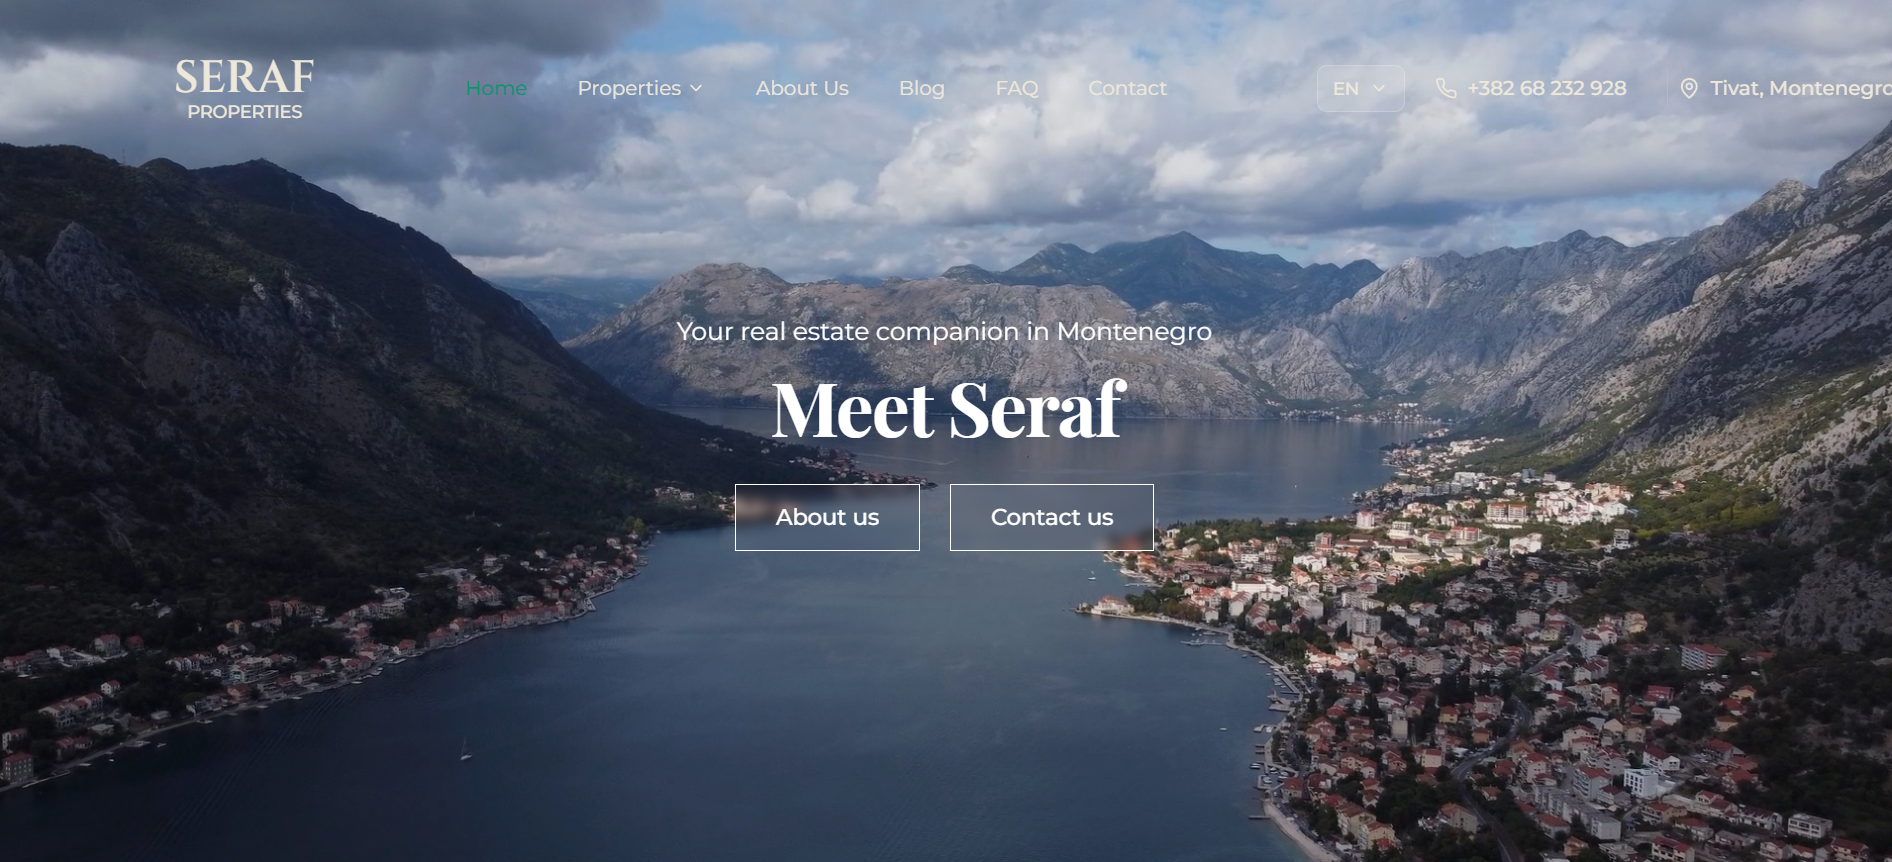 SERAF
PROPERTIES
Home
Properties
About Us
Blog
FAQ
Contact
EN
+382 68 232 928
Tivat, Montenegro
Your real estate companion in Montenegro
Meet Seraf
About us
Contact us